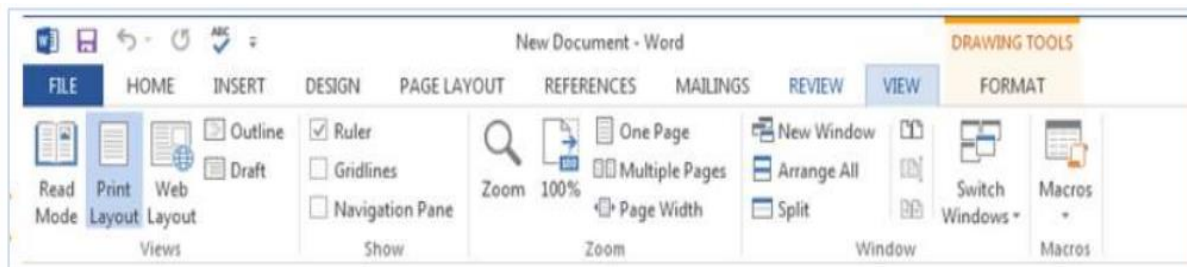 ABC
New Document - Word
DRAWING TOOLS
FILE HOME INSERT DESIGN PAGE LAYOUT REFERENCES MAILINGS REVIEW VIEW FORMAT
Read Mode
Print Layout
Web Layout
Outline
Draft
Views
Ruler
Gridlines
Navigation Pane
Show
Zoom
100%
100
One Page
Multiple Pages
Page Width
Zoom
New Window
Arrange All
Split
Switch Windows
Window
Macros
Macros